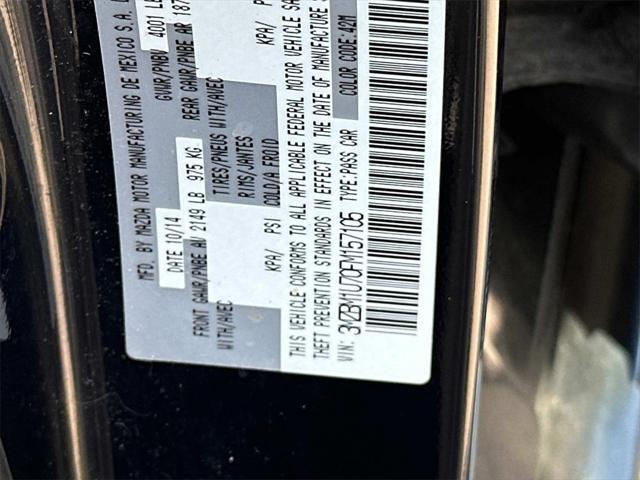 MFD. BY MAZDA MOTOR MANUFACTURING DE MEXICO S.A.
DATE 10/14 GVWR/PNBV 4001 LB
FRONT GAWR/PNBE AV 2149 LB 975 KG REAR GAWR/PNBE AR 187
WITH/AVEC TIRES/PNEUS WITH/AVEC
RIMS/JANTES
KPA/ PSI COLD/A FROID KPA/
THIS VEHICLE CONFORMS TO ALL APPLICABLE FEDERAL MOTOR VEHICLE
THEFT PREVENTION STANDARDS IN EFFECT ON THE DATE OF MANUFACTURE
VIN: 3MZBM1U70FM157105 TYPE:PASS CAR COLOR CODE:42M